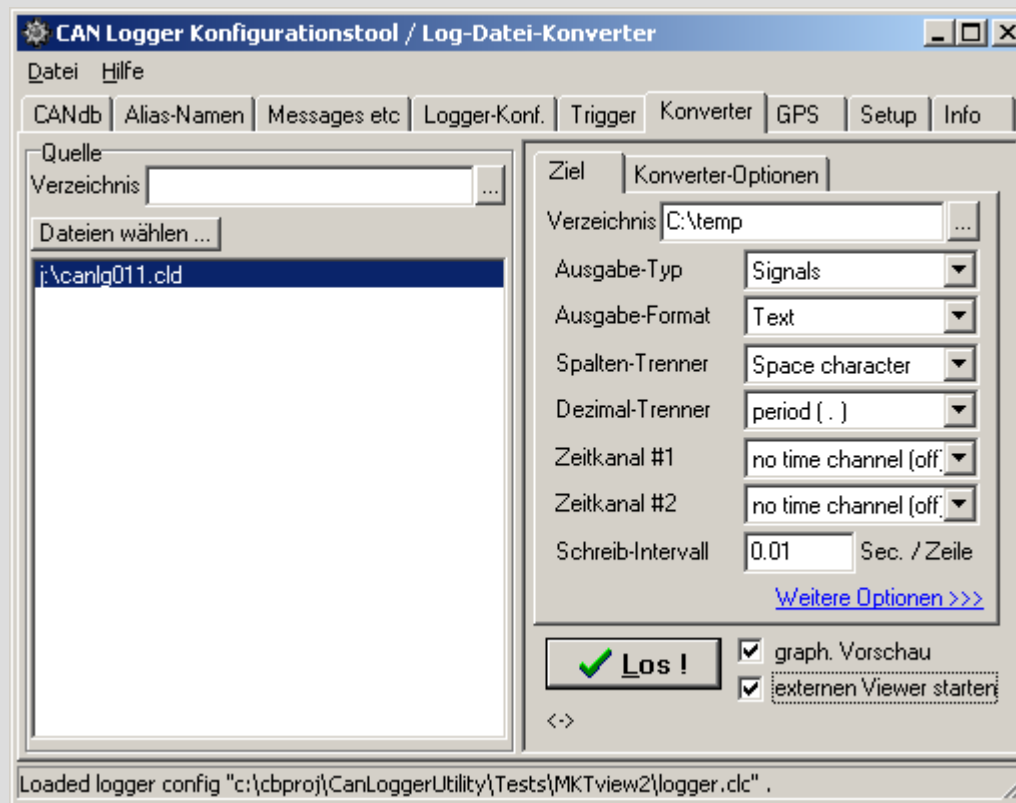 CAN Logger Konfigurationstool / Log-Datei-Konverter
Datei Hilfe
CANdb Alias-Namen Messages etc Logger-Konf. Trigger Konverter GPS Setup Info
Quelle
Verzeichnis ...
Dateien wählen ...
j:\canlg011.cld
Ziel Konverter-Optionen
Verzeichnis C:\temp ...
Ausgabe-Typ Signals
Ausgabe-Format Text
Spalten-Trenner Space character
Dezimal-Trenner period ( . )
Zeitkanal #1 no time channel (off)
Zeitkanal #2 no time channel (off)
Schreib-Intervall 0.01 Sec. / Zeile
Weitere Optionen >>>
Los !
graph. Vorschau
externen Viewer starten
<->
Loaded logger config "c:\cbproj\CanLoggerUtility\Tests\MKTview2\logger.clc" .